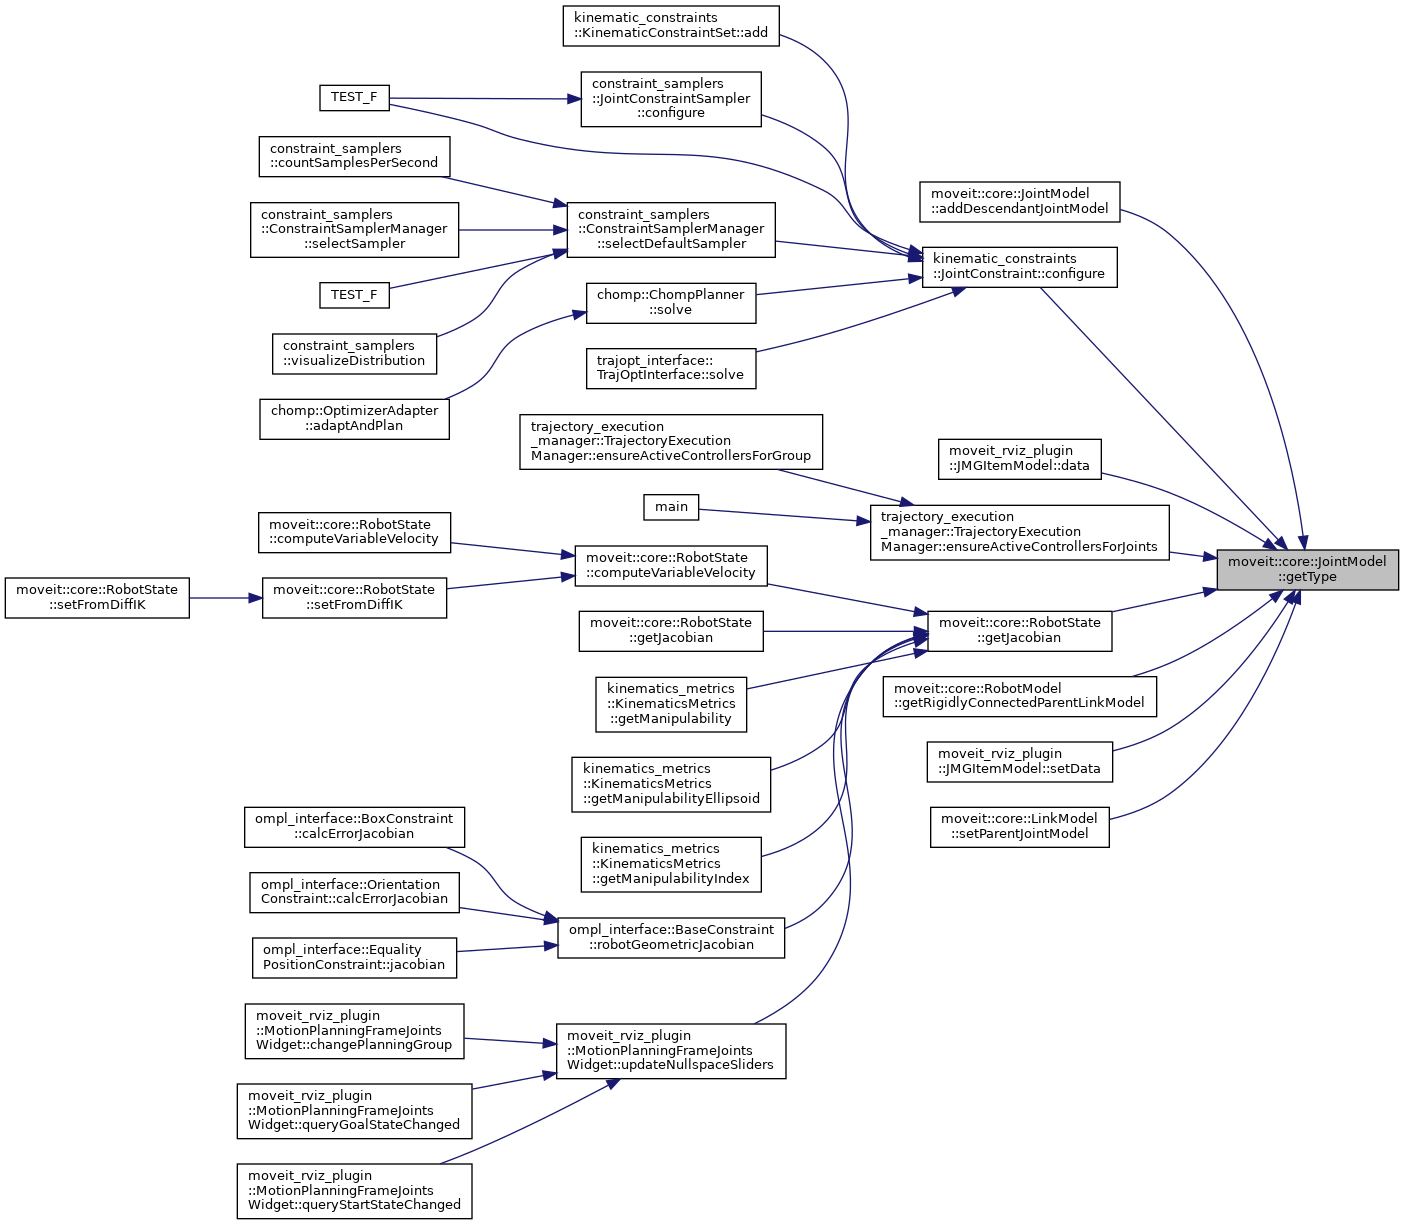 kinematic_constraints
::KinematicConstraintSet::add
constraint_samplers
::JointConstraintSampler
::configure
TEST_F
constraint_samplers
::countSamplesPerSecond
moveit::core::JointModel
::addDescendantJointModel
constraint_samplers
::ConstraintSamplerManager
::selectSampler
constraint_samplers
::ConstraintSamplerManager
::selectDefaultSampler
kinematic_constraints
::JointConstraint::configure
TEST_F
chomp::ChompPlanner
::solve
constraint_samplers
::visualizeDistribution
trajopt_interface::
TrajOptInterface::solve
chomp::OptimizerAdapter
::adaptAndPlan
trajectory_execution
_manager::TrajectoryExecution
Manager::ensureActiveControllersForGroup
moveit_rviz_plugin
::JMGItemModel::data
main
trajectory_execution
_manager::TrajectoryExecution
Manager::ensureActiveControllersForJoints
moveit::core::RobotState
::computeVariableVelocity
moveit::core::RobotState
::computeVariableVelocity
moveit::core::JointModel
::getType
moveit::core::RobotState
::setFromDiffIK
moveit::core::RobotState
::setFromDiffIK
moveit::core::RobotState
::getJacobian
moveit::core::RobotState
::getJacobian
kinematics_metrics
::KinematicsMetrics
::getManipulability
moveit::core::RobotModel
::getRigidlyConnectedParentLinkModel
moveit_rviz_plugin
::JMGItemModel::setData
kinematics_metrics
::KinematicsMetrics
::getManipulabilityEllipsoid
moveit::core::LinkModel
::setParentJointModel
ompl_interface::BoxConstraint
::calcErrorJacobian
kinematics_metrics
::KinematicsMetrics
::getManipulabilityIndex
ompl_interface::Orientation
Constraint::calcErrorJacobian
ompl_interface::BaseConstraint
::robotGeometricJacobian
ompl_interface::Equality
PositionConstraint::jacobian
moveit_rviz_plugin
::MotionPlanningFrameJoints
Widget::changePlanningGroup
moveit_rviz_plugin
::MotionPlanningFrameJoints
Widget::updateNullspaceSliders
moveit_rviz_plugin
::MotionPlanningFrameJoints
Widget::queryGoalStateChanged
moveit_rviz_plugin
::MotionPlanningFrameJoints
Widget::queryStartStateChanged